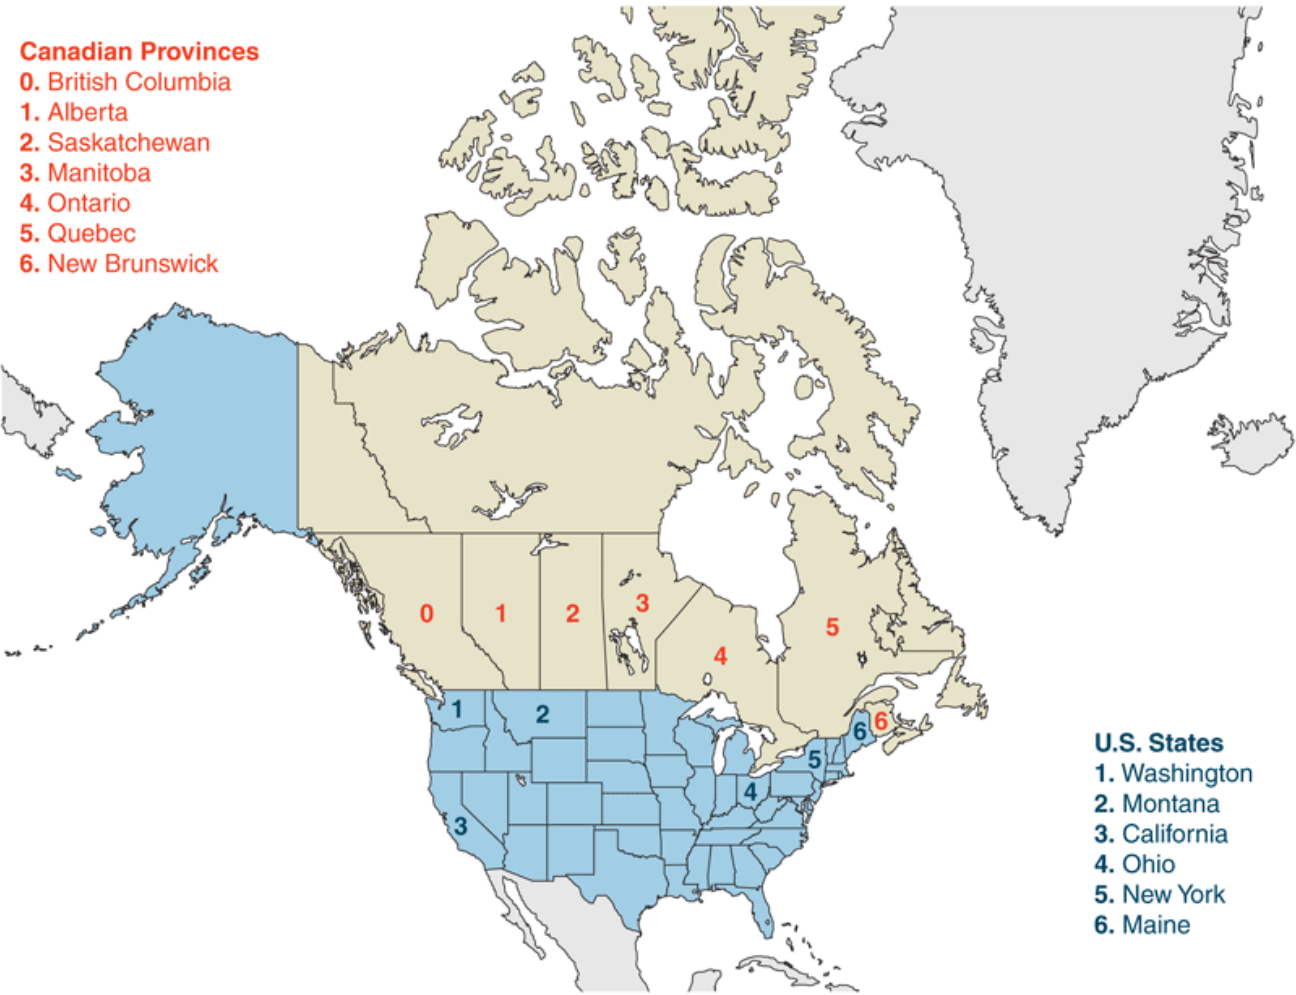 Canadian Provinces
0. British Columbia
1. Alberta
2. Saskatchewan
3. Manitoba
4. Ontario
5. Quebec
6. New Brunswick
0
1
2
3
4
5
6
1
2
3
4
5
6
U.S. States
1. Washington
2. Montana
3. California
4. Ohio
5. New York
6. Maine